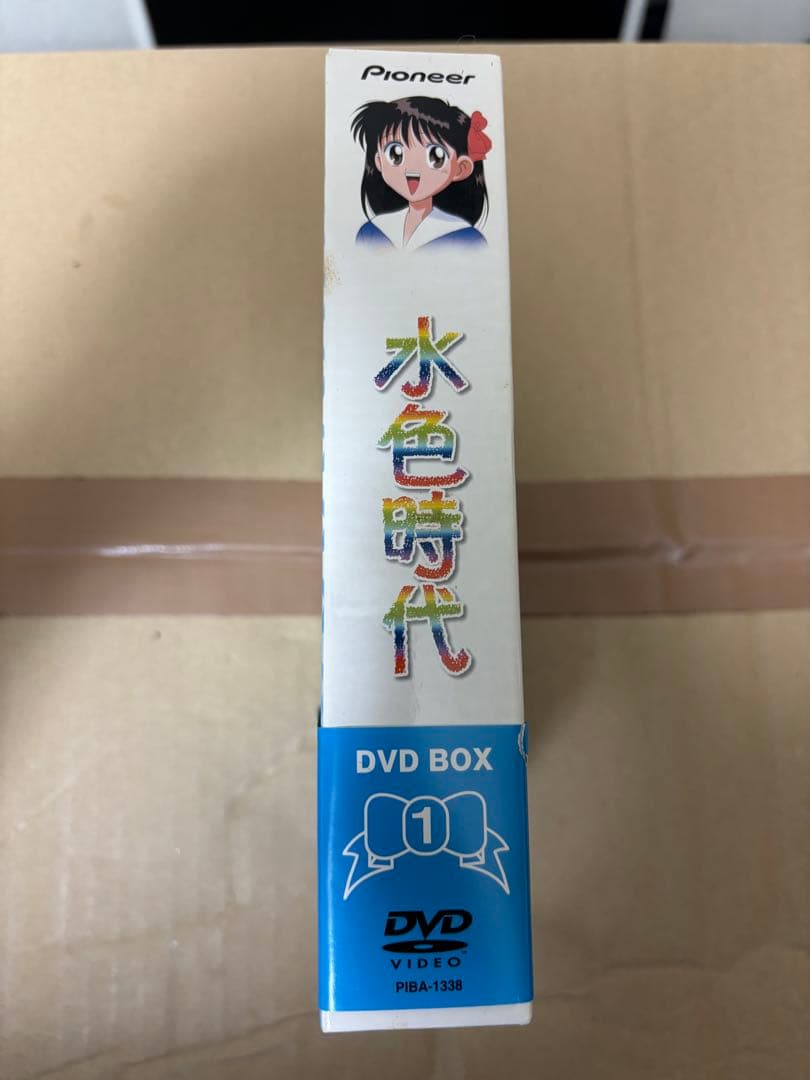 Pioneer
水色時代
DVD BOX
1
DVD
VIDEO
PIBA-1338